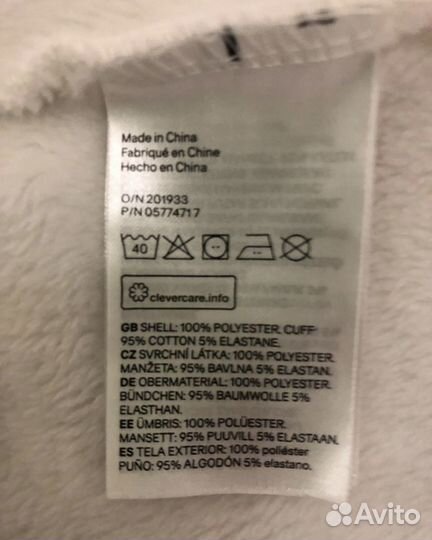 Made in China
Fabriqué en Chine
Hecho en China
O/N 201933
P/N 05774717
40
clevercare.info
GB SHELL: 100% POLYESTER. CUFF:
95% COTTON 5% ELASTANE.
CZ SVRCHNÍ LÁTKA: 100% POLYESTER.
MANŽETA: 95% BAVLNA 5% ELASTAN.
DE OBERMATERIAL: 100% POLYESTER.
BÜNDCHEN: 95% BAUMWOLLE 5%
ELASTHAN.
EE ÜMBRIS: 100% POLÜESTER.
MANSETT: 95% PUUVILL 5% ELASTAAN.
ES TELA EXTERIOR: 100% poliéster
PUÑO: 95% ALGODÓN 5% elastano.
Avito